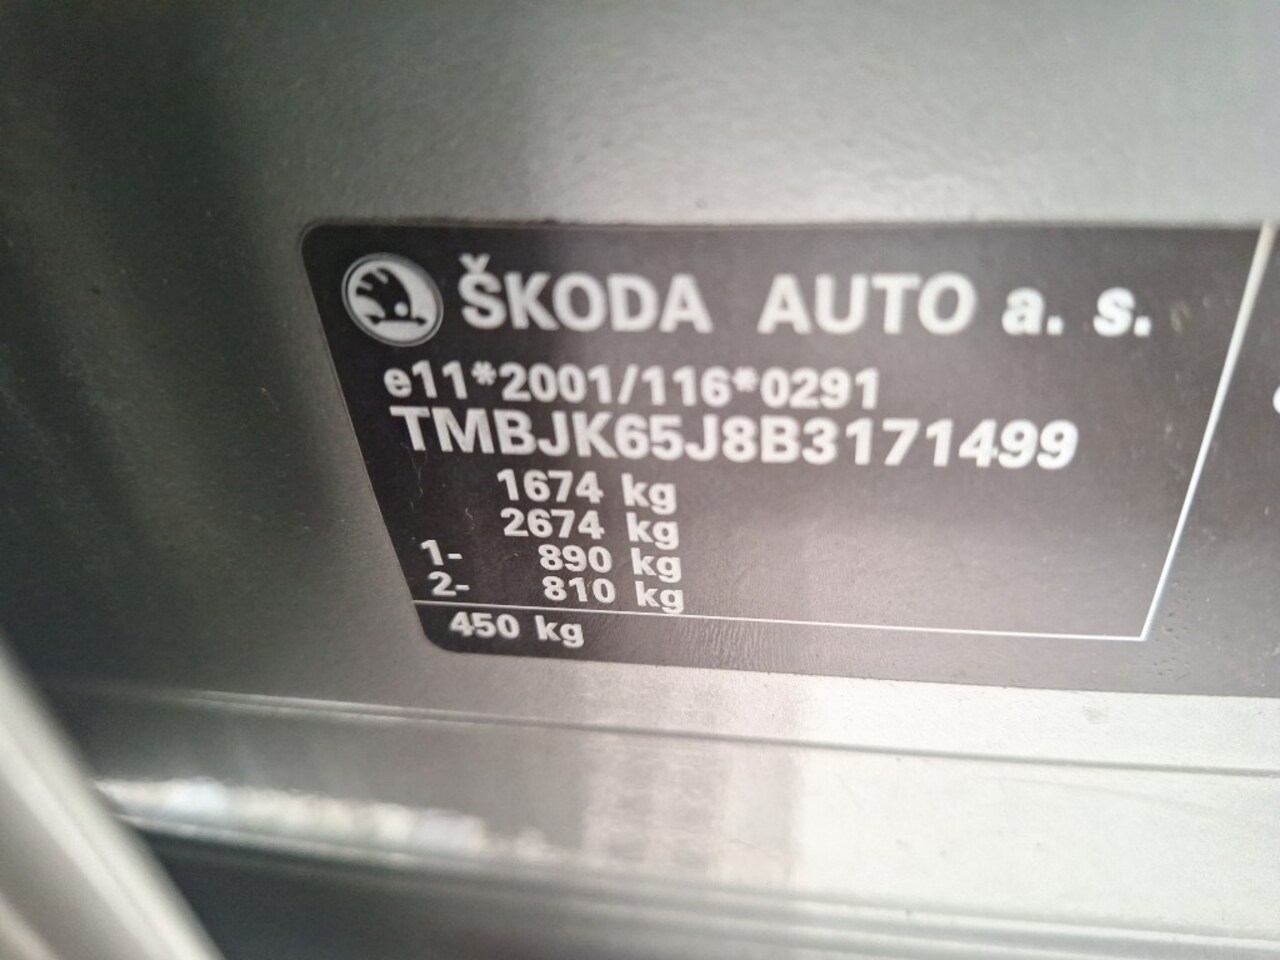 ŠKODA AUTO a. s.
e11*2001/116*0291
TMBJK65J8B3171499
1674 kg
2674 kg
1- 890 kg
2- 810 kg
450 kg